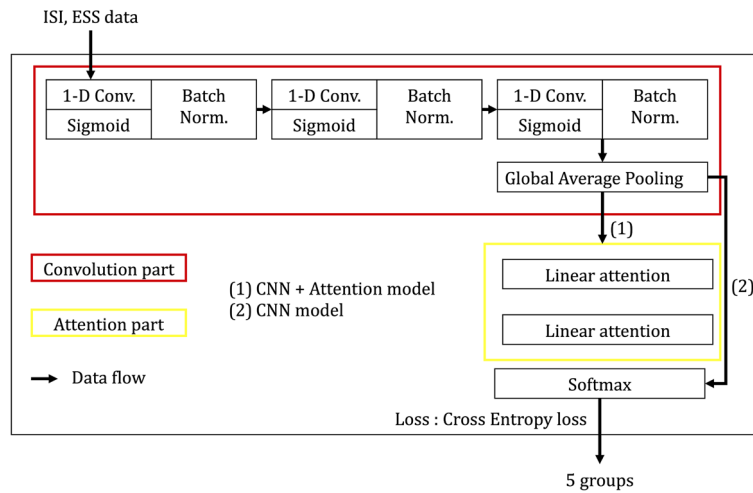 ISI, ESS data
1-D Conv.
Sigmoid
Batch
Norm.
1-D Conv.
Sigmoid
Batch
Norm.
1-D Conv.
Sigmoid
Batch
Norm.
Global Average Pooling
(1)
Convolution part
Attention part
Data flow
(1) CNN + Attention model
(2) CNN model
Linear attention
Linear attention
(2)
Softmax
Loss : Cross Entropy loss
5 groups